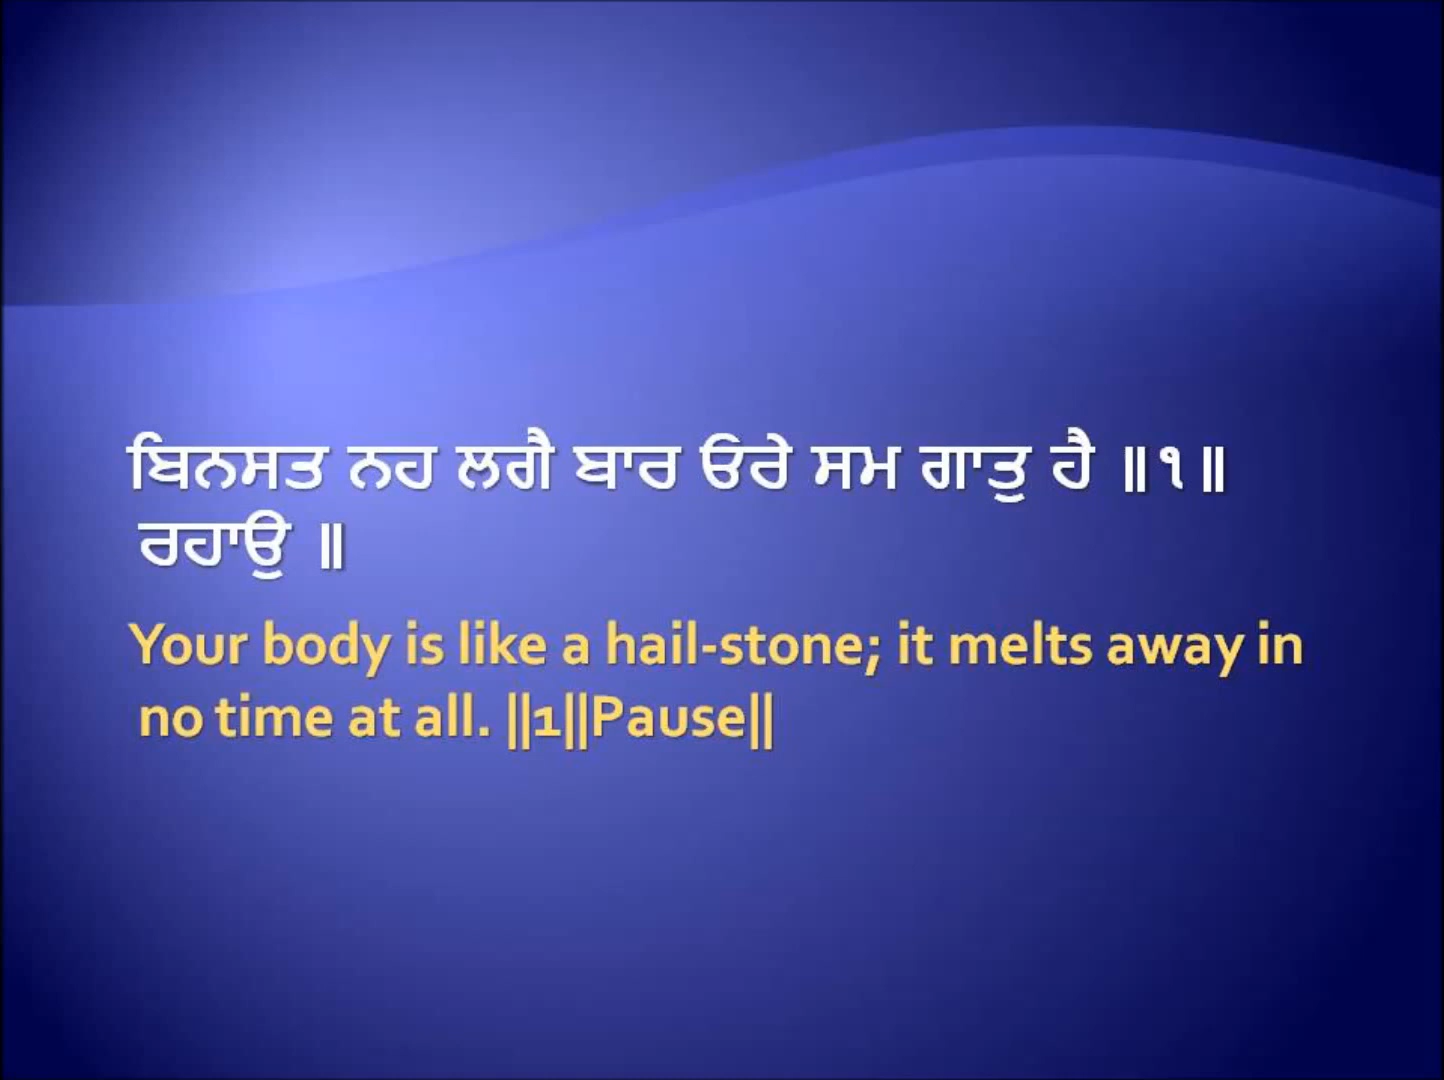 ਬਿਨਸਤ ਨਹ ਲਗੈ ਬਾਰ ਓਰੇ ਸਮ ਗਾਤੁ ਹੈ ॥੧॥
ਰਹਾਉ ॥
Your body is like a hail-stone; it melts away in
no time at all. ||1||Pause||